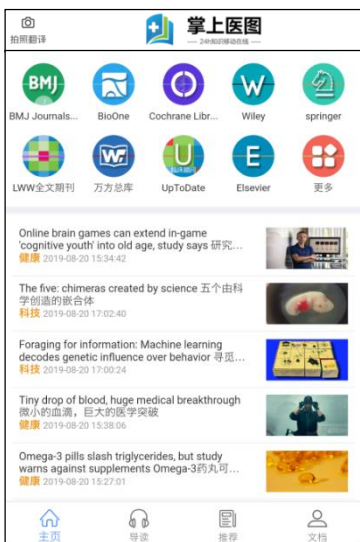 拍照翻译
掌上医图
24h知识移动在线
BMJ
BMJ Journals...
BioOne
Cochrane Libr...
W
Wiley
springer
LWW全文期刊
万方总库
U
临床顾问
UpToDate
E
Elsevier
更多
Online brain games can extend in-game
'cognitive youth' into old age, study says 研究...
健康 2019-08-20 15:34:42
The five: chimeras created by science 五个由科
学创造的嵌合体
科技 2019-08-20 17:02:40
Foraging for information: Machine learning
decodes genetic influence over behavior 寻觅...
科技 2019-08-20 17:00:24
Tiny drop of blood, huge medical breakthrough
微小的血滴，巨大的医学突破
健康 2019-08-20 15:38:06
Omega-3 pills slash triglycerides, but study
warns against supplements Omega-3药丸可...
健康 2019-08-20 15:27:01
主页
导读
推荐
文档